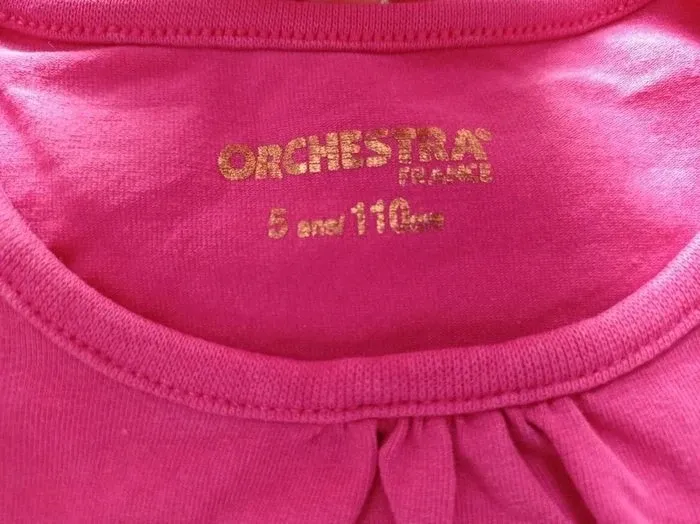 ORCHESTRA®
FRANCE
5 ans/ 110cm